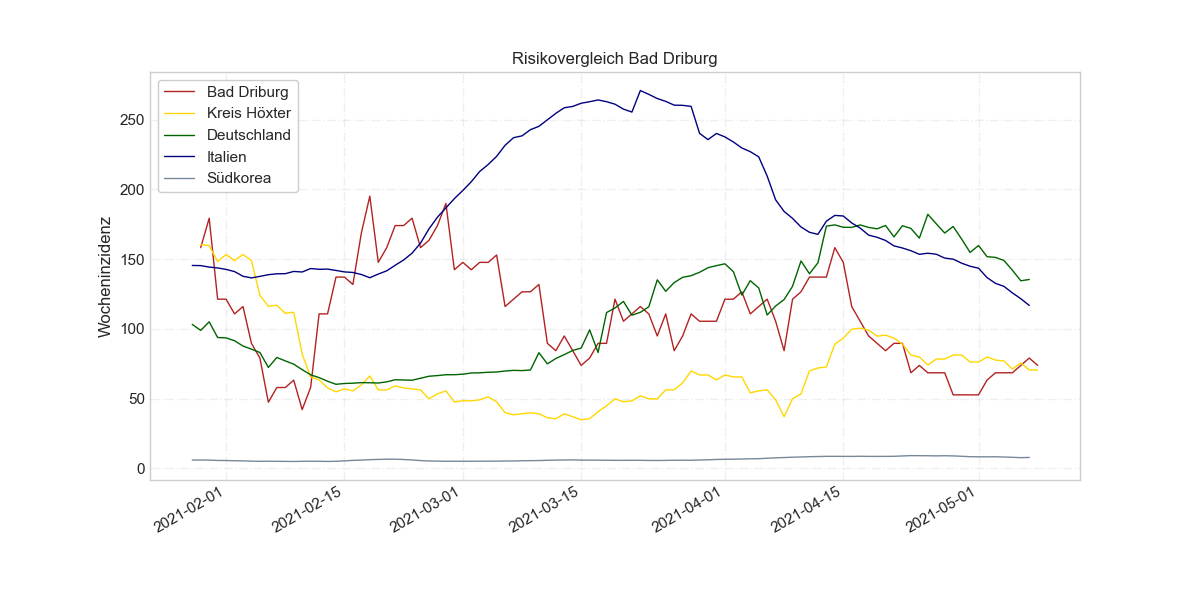 Risikovergleich Bad Driburg
Bad Driburg
Kreis Höxter
Deutschland
Italien
Südkorea
Wocheninzidenz
250
200
150
100
50
0
2021-02-01
2021-02-15
2021-03-01
2021-03-15
2021-04-01
2021-04-15
2021-05-01